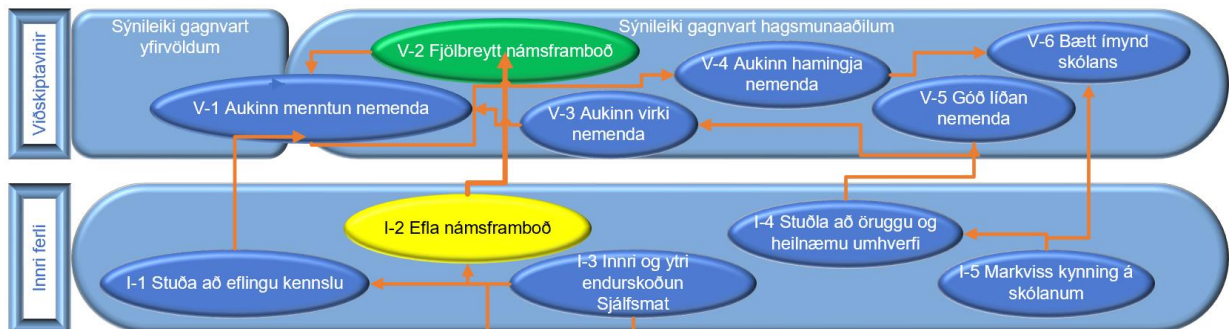 Viðskiptavinir
Sýnileiki gagnvart
yfirvöldum
Sýnileiki gagnvart hagsmunaaðilum
V-2 Fjölbreytt námsframboð
V-1 Aukinn menntun nemenda
V-3 Aukinn virki
nemenda
V-4 Aukinn hamingja
nemenda
V-5 Góð líðan
nemenda
V-6 Bætt ímynd
skólans
Innri ferli
I-1 Stuða að eflingu kennslu
I-2 Efla námsframboð
I-3 Innri og ytri
endurskoðun
Sjálfsmat
I-4 Stuðla að öruggu og
heilnæmu umhverfi
I-5 Markviss kynning á
skólanum